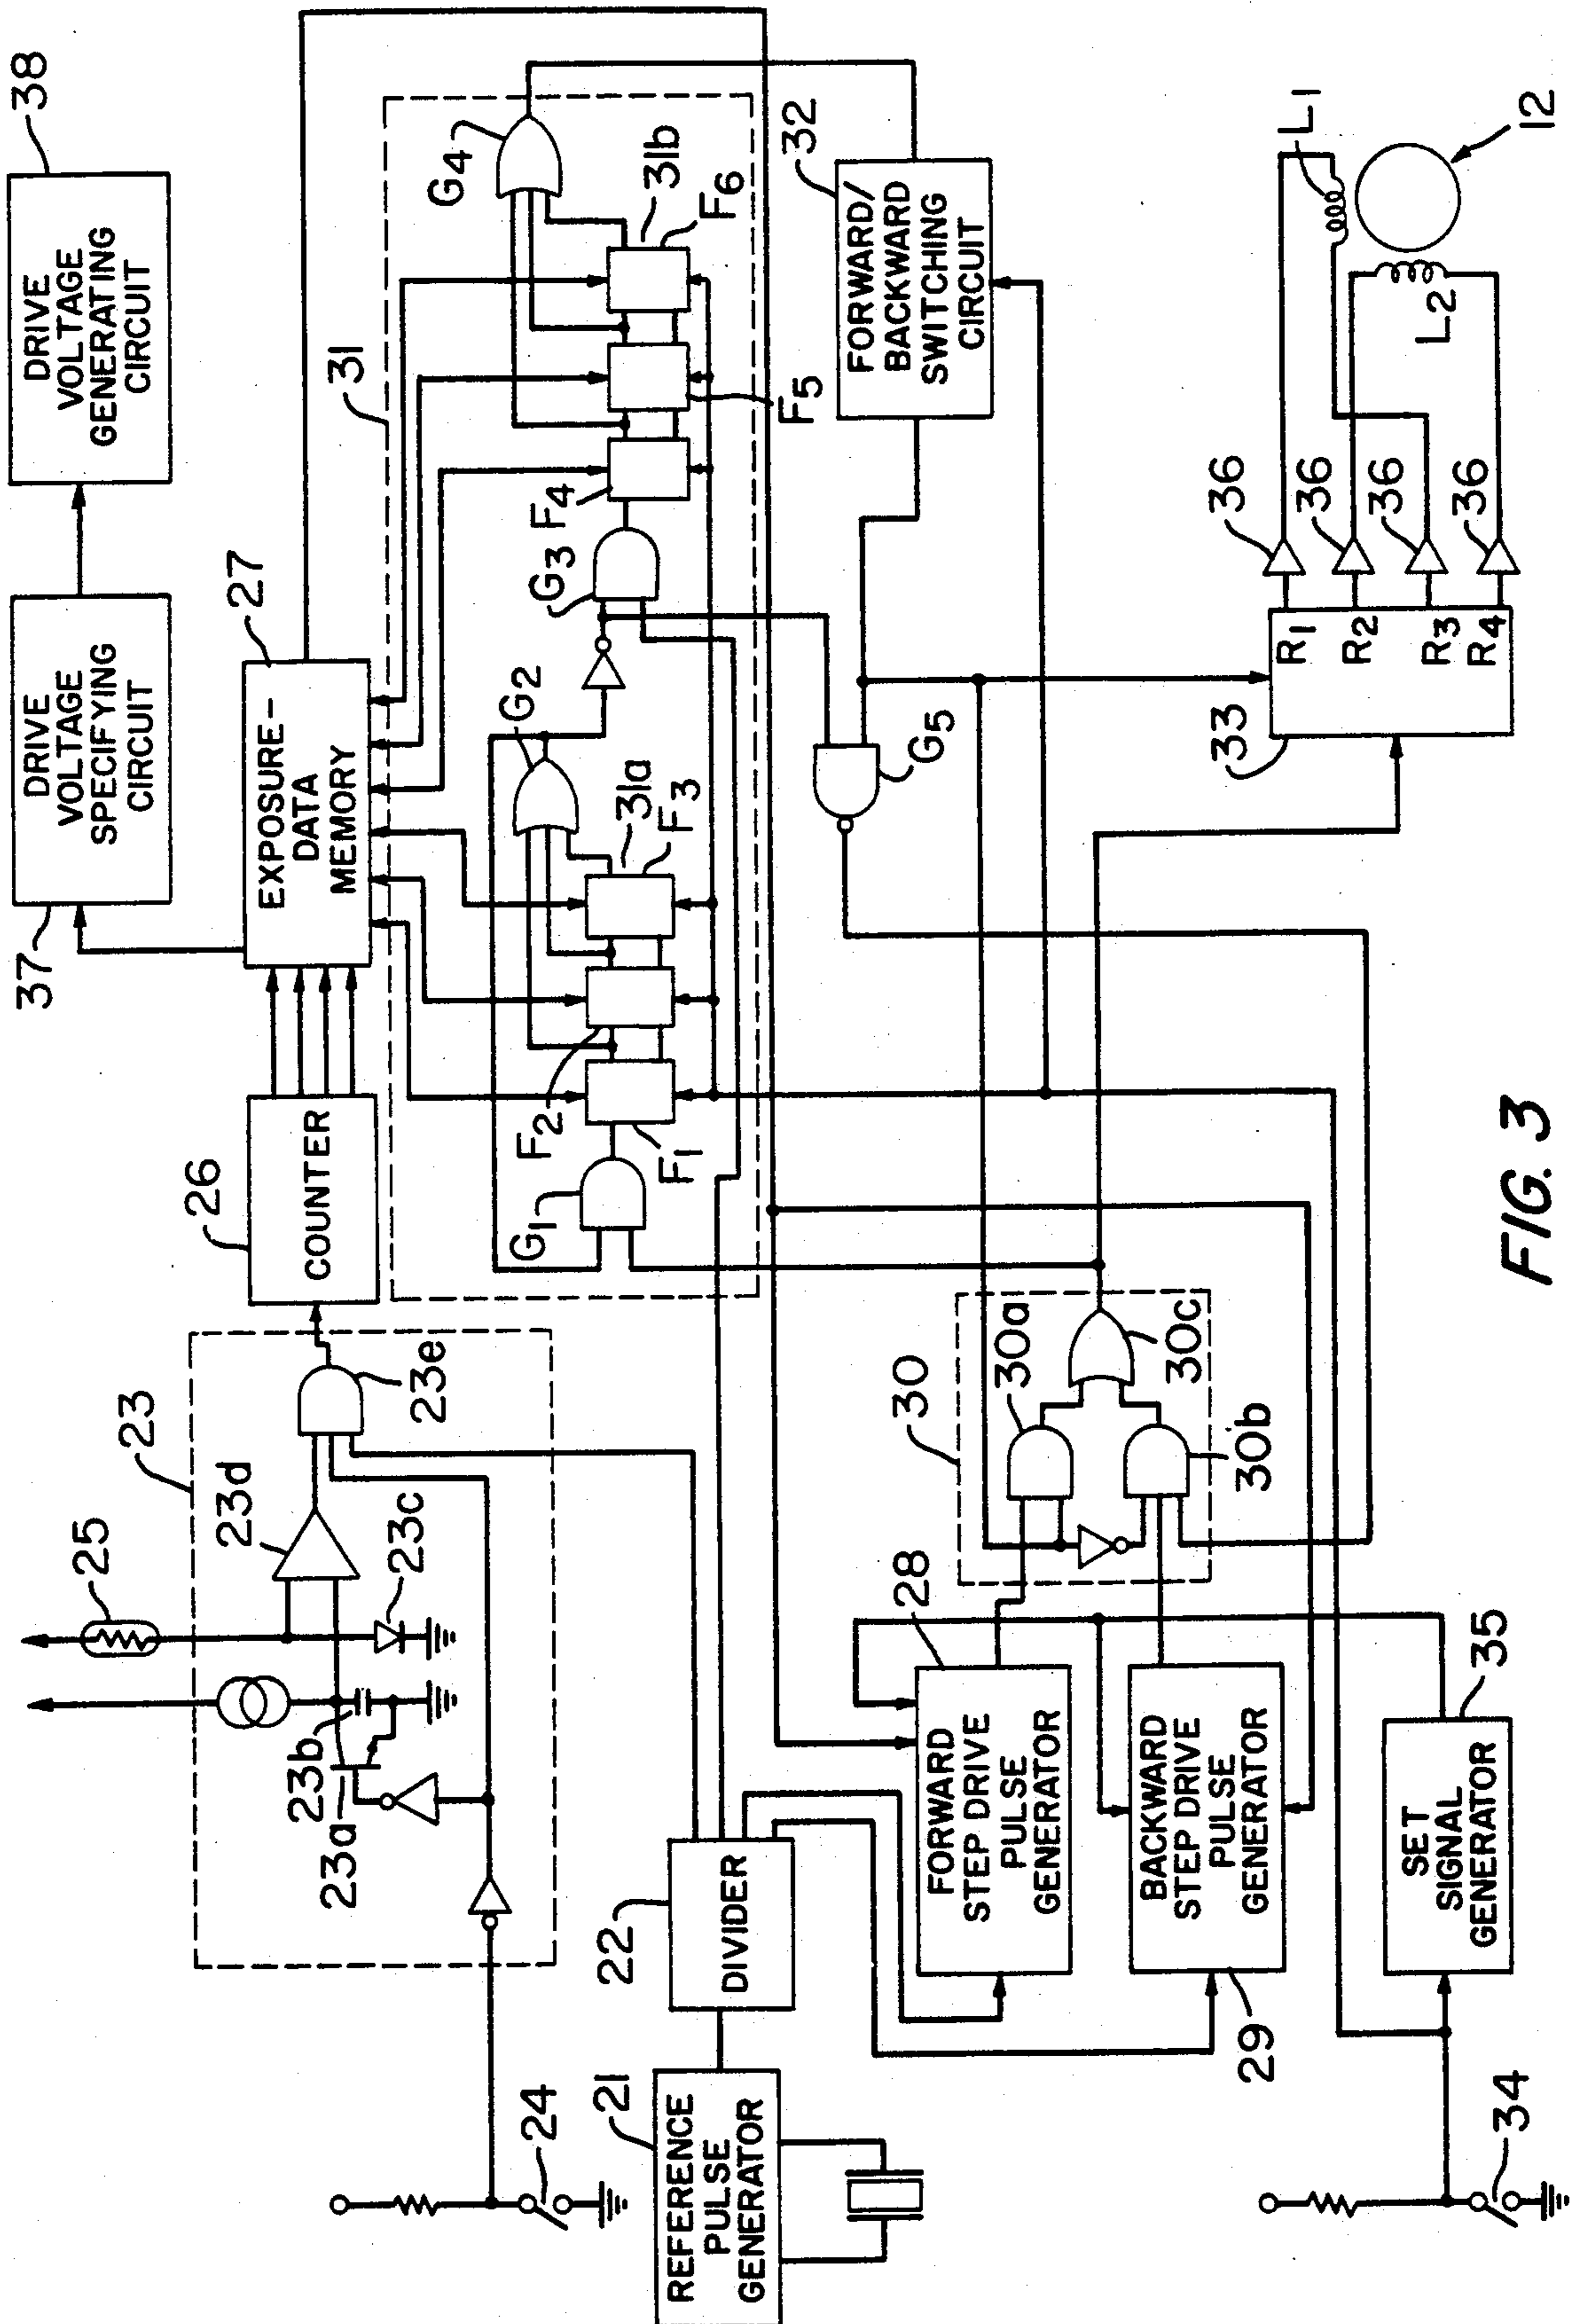 38
DRIVE
VOLTAGE
GENERATING
CIRCUIT
37
DRIVE
VOLTAGE
SPECIFYING
CIRCUIT
27
EXPOSURE-
DATA
MEMORY
26
COUNTER
31
G4
31b
F6
F5
F4
G3
G2
31a
F3
F2
F1
G1
23
23e
23d
25
23c
23b
23a
24
32
FORWARD/
BACKWARD
SWITCHING
CIRCUIT
G5
22
DIVIDER
21
REFERENCE
PULSE
GENERATOR
30
30a
30c
30b
28
FORWARD
STEP DRIVE
PULSE
GENERATOR
BACKWARD
STEP DRIVE
PULSE
GENERATOR
29
35
SET
SIGNAL
GENERATOR
34
33
R1
R2
R3
R4
36
36
36
36
L1
L2
12
FIG. 3